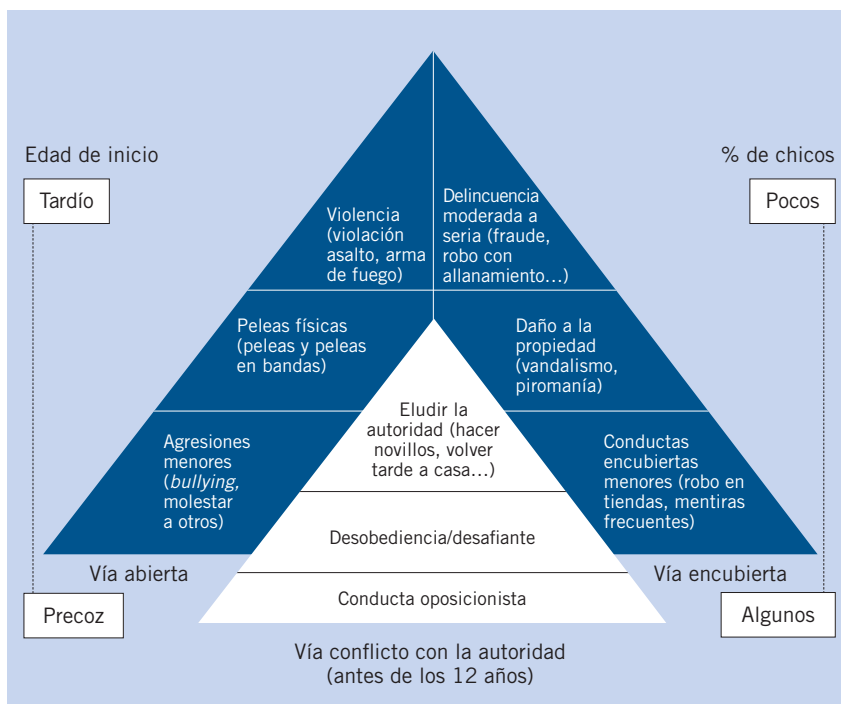 Edad de inicio
Tardío
% de chicos
Pocos
Violencia
(violación
asalto, arma
de fuego)
Delincuencia
moderada a
seria (fraude,
robo con
allanamiento…)
Peleas físicas
(peleas y peleas
en bandas)
Daño a la
propiedad
(vandalismo,
piromanía)
Agresiones
menores
(bullying,
molestar
a otros)
Eludir la
autoridad (hacer
novillos, volver
tarde a casa…)
Conductas
encubiertas
menores (robo en
tiendas, mentiras
frecuentes)
Desobediencia/desafiante
Conducta oposicionista
Vía abierta
Vía encubierta
Precoz
Algunos
Vía conflicto con la autoridad
(antes de los 12 años)